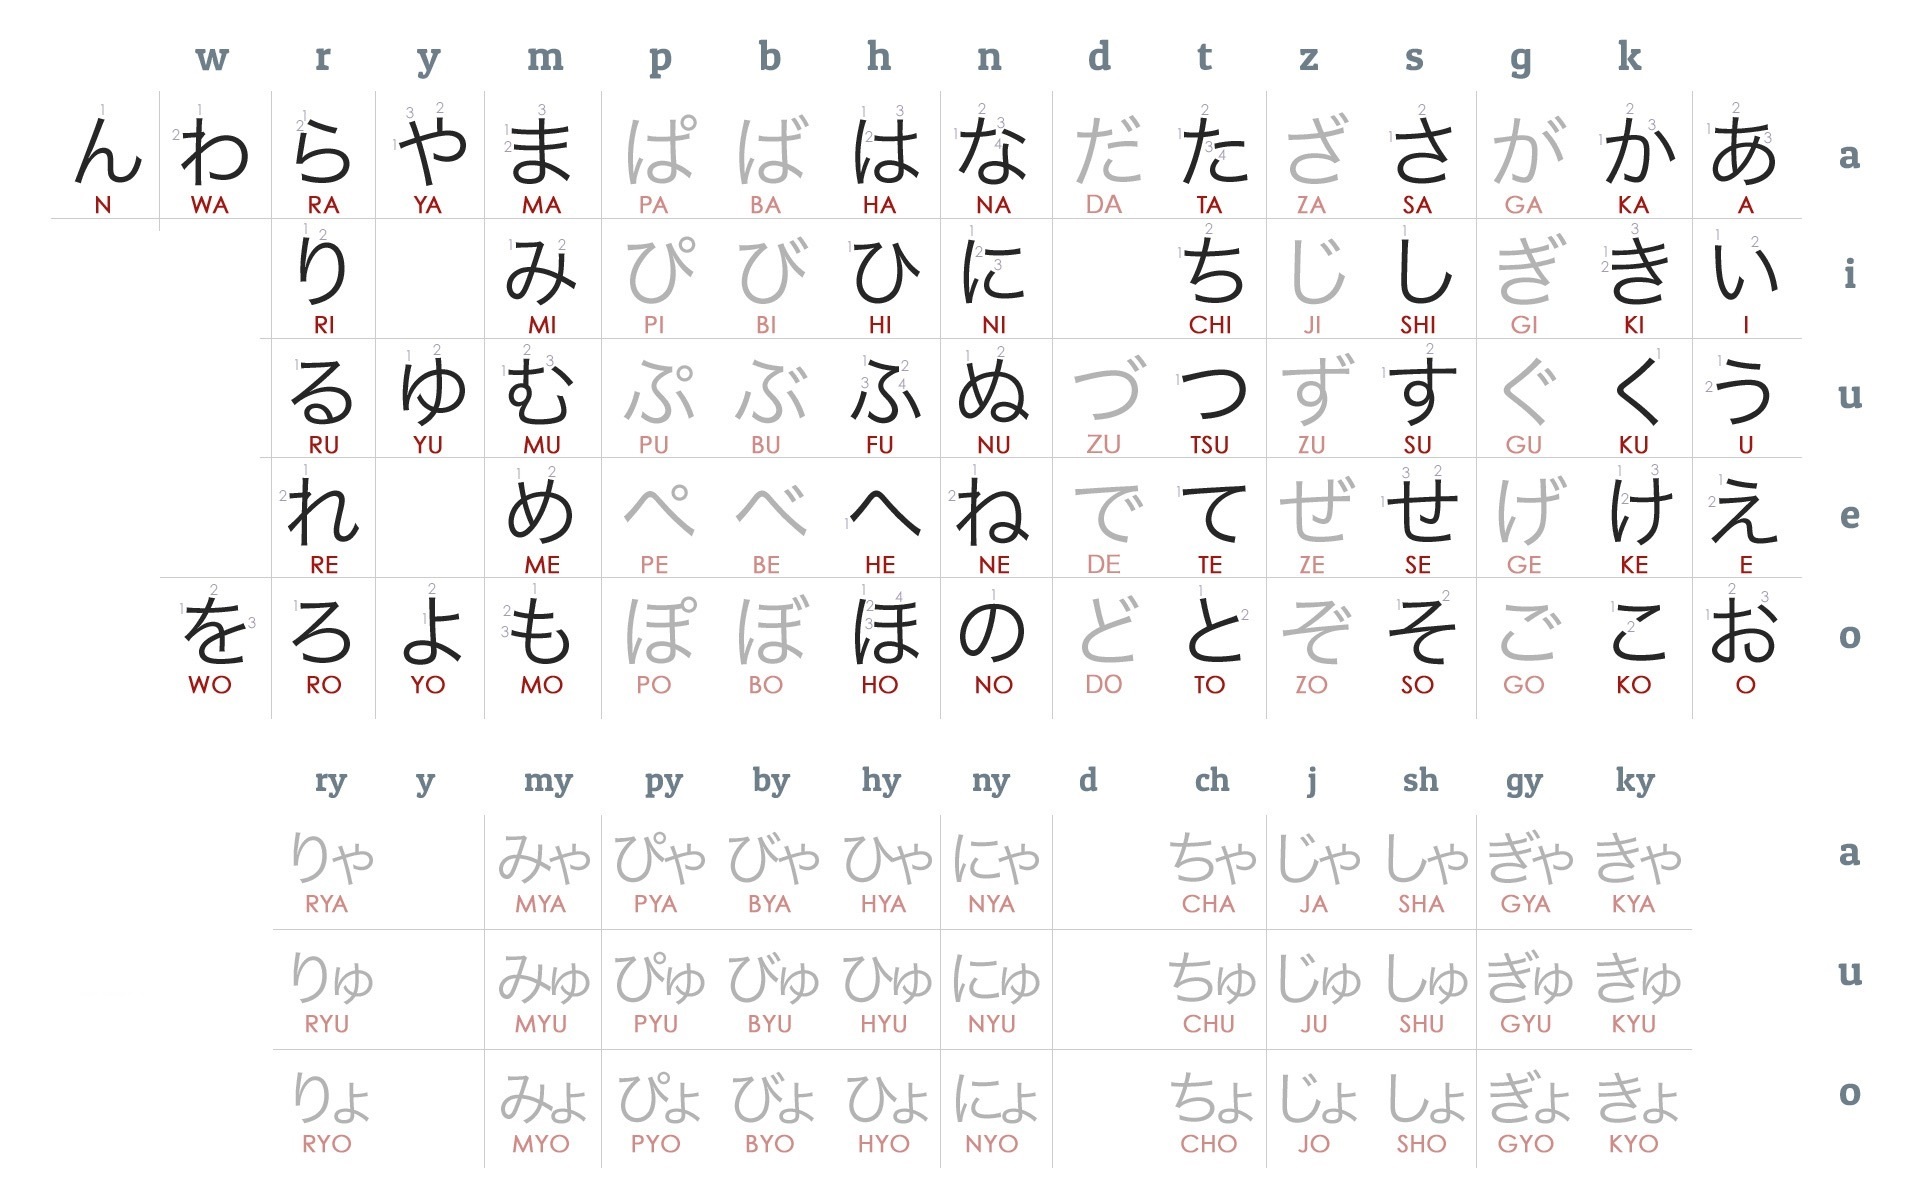 w r y m p b h n d t z s g k
ん わ ら や ま ぱ ば は な だ た ざ さ が か あ a
N WA RA YA MA PA BA HA NA DA TA ZA SA GA KA A
り み ぴ び ひ に ち じ し ぎ き い i
RI MI PI BI HI NI CHI JI SHI GI KI I
る ゆ む ぷ ぶ ふ ぬ づ つ ず す ぐ く う u
RU YU MU PU BU FU NU ZU TSU ZU SU GU KU U
れ め ぺ べ へ ね で て ぜ せ げ け え e
RE ME PE BE HE NE DE TE ZE SE GE KE E
を ろ よ も ぽ ぼ ほ の ど と ぞ そ ご こ お o
WO RO YO MO PO BO HO NO DO TO ZO SO GO KO O
ry y my py by hy ny d ch j sh gy ky
りゃ みゃ ぴゃ びゃ ひゃ にゃ ちゃ じゃ しゃ ぎゃ きゃ a
RYA MYA PYA BYA HYA NYA CHA JA SHA GYA KYA
りゅ みゅ ぴゅ びゅ ひゅ にゅ ちゅ じゅ しゅ ぎゅ きゅ u
RYU MYU PYU BYU HYU NYU CHU JU SHU GYU KYU
りょ みょ ぴょ びょ ひょ にょ ちょ じょ しょ ぎょ きょ o
RYO MYO PYO BYO HYO NYO CHO JO SHO GYO KYO